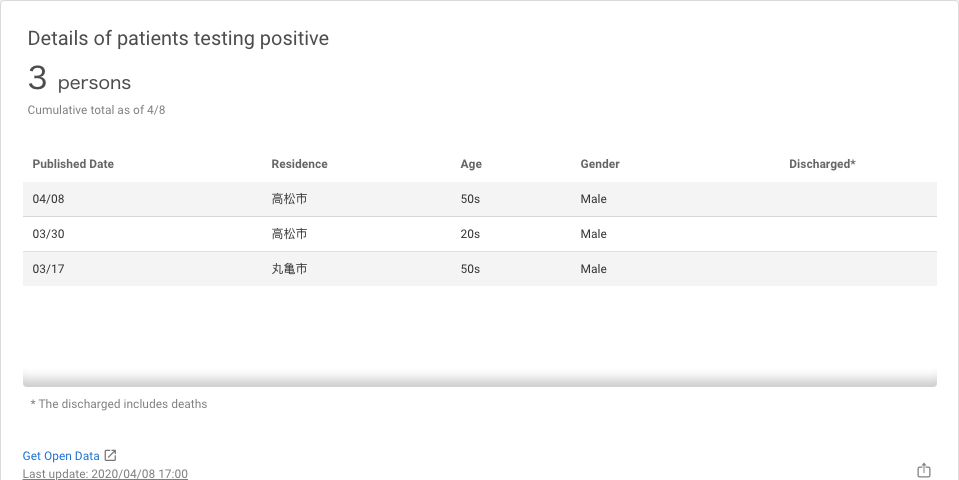 Details of patients testing positive
3 persons
Cumulative total as of 4/8
Published Date Residence Age Gender Discharged*
04/08 高松市 50s Male
03/30 高松市 20s Male
03/17 丸亀市 50s Male
* The discharged includes deaths
Get Open Data
Last update: 2020/04/08 17:00